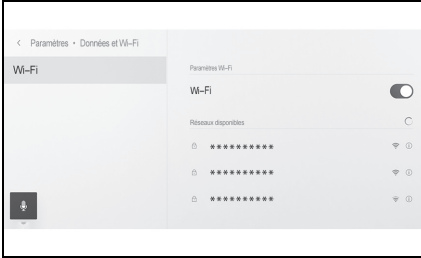 < Paramètres • Données et Wi-Fi
Wi-Fi
Paramètres Wi-Fi
Wi-Fi
Réseaux disponibles
**********
**********
**********